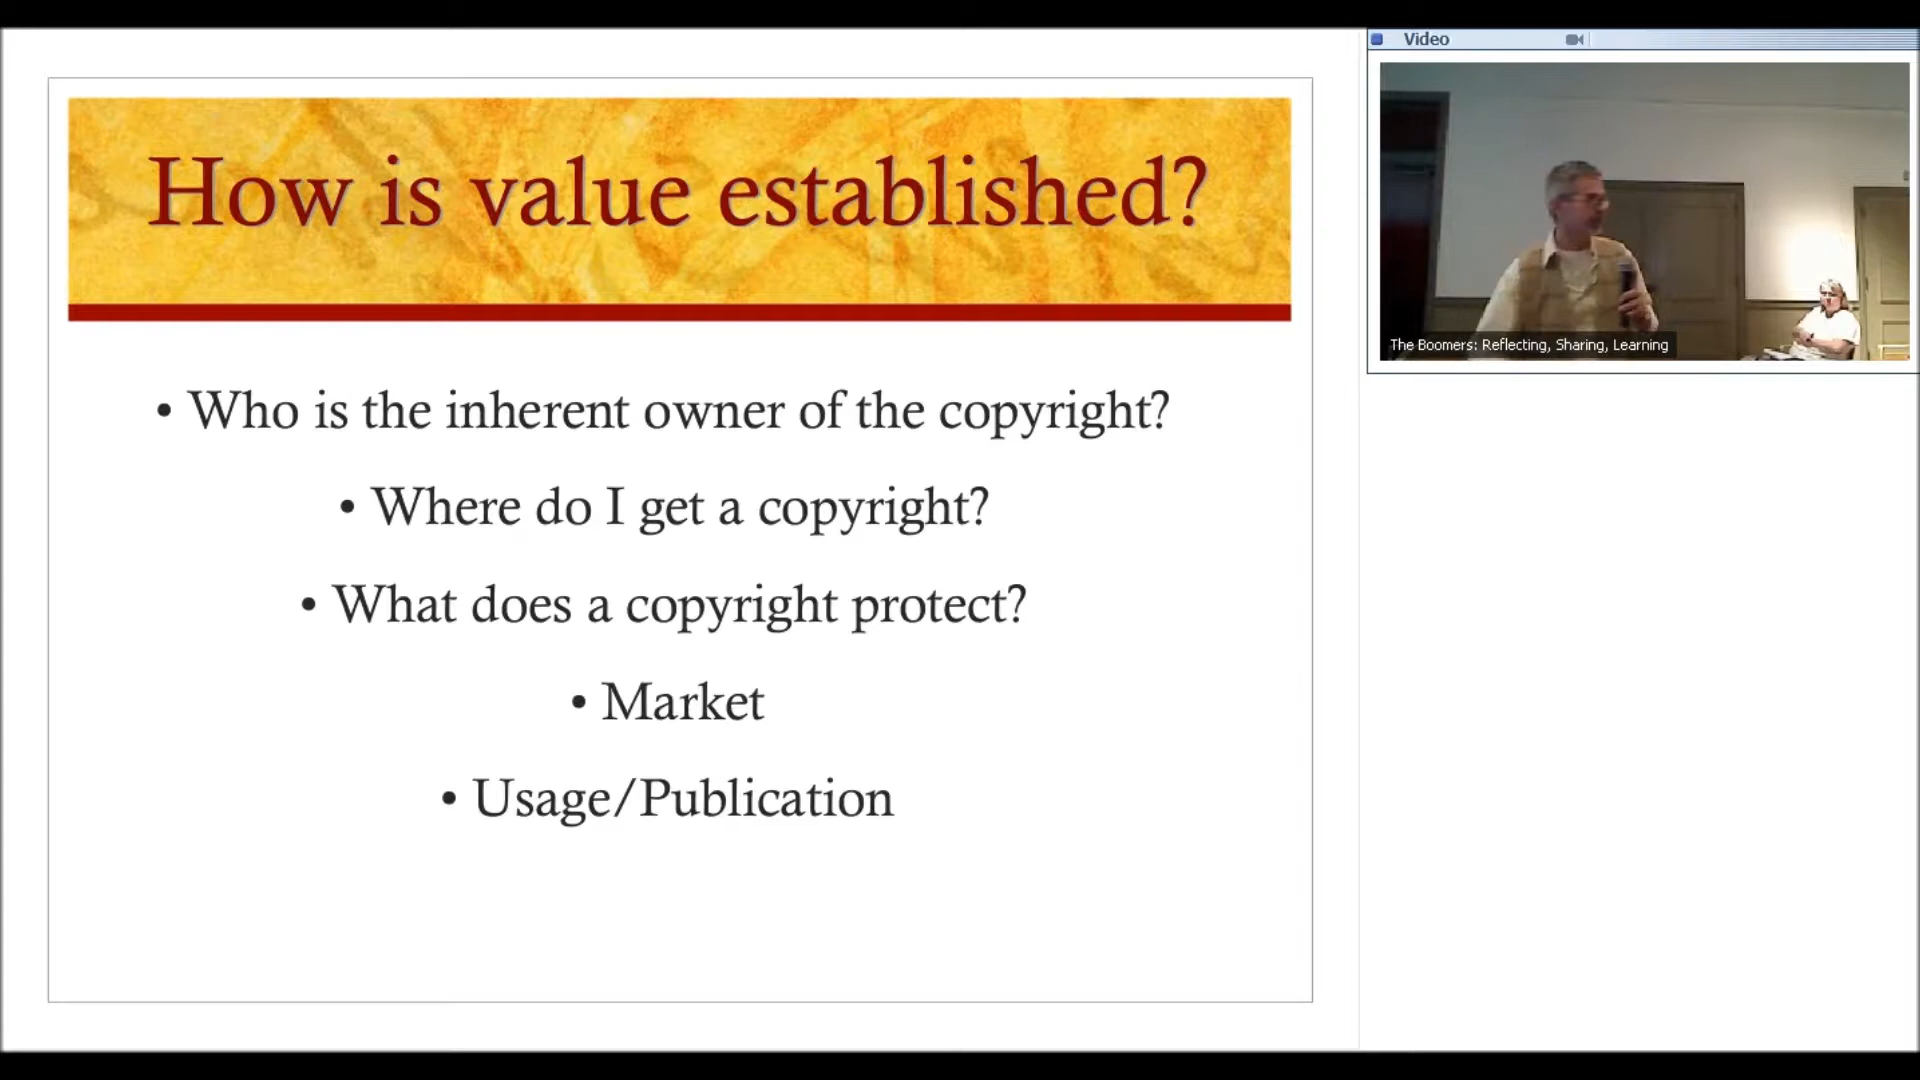 How is value established?
• Who is the inherent owner of the copyright?
• Where do I get a copyright?
• What does a copyright protect?
• Market
• Usage/Publication
Video
The Boomers: Reflecting, Sharing, Learning